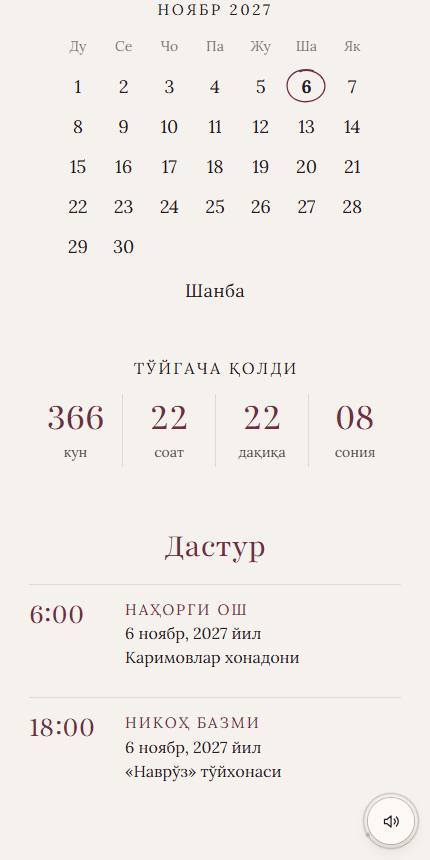 НОЯБР 2027
Ду Се Чо Па Жу Ша Як
1 2 3 4 5 6 7
8 9 10 11 12 13 14
15 16 17 18 19 20 21
22 23 24 25 26 27 28
29 30
Шанба
ТЎЙГАЧА ҚОЛДИ
366 22 22 08
кун соат дақиқа сония
Дастур
6:00 НАҲОРГИ ОШ
6 ноябр, 2027 йил
Каримовлар хонадони
18:00 НИКОҲ БАЗМИ
6 ноябр, 2027 йил
«Наврўз» тўйхонаси